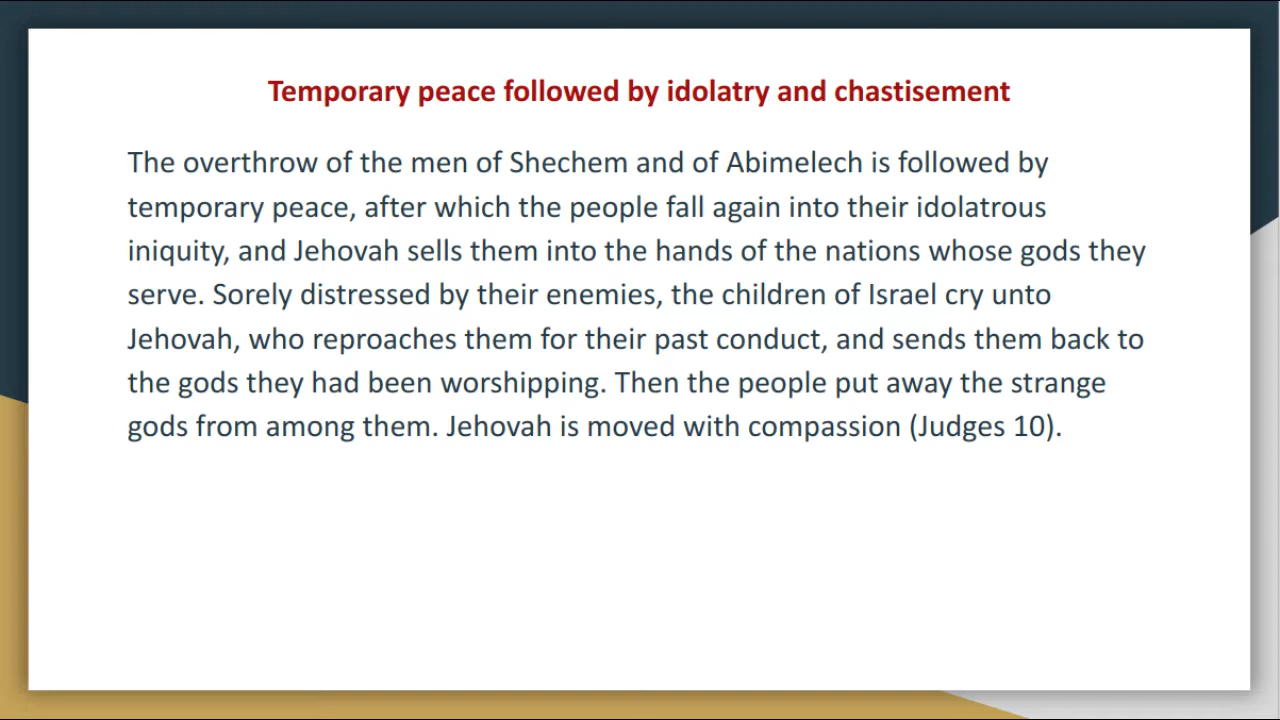 Temporary peace followed by idolatry and chastisement
The overthrow of the men of Shechem and of Abimelech is followed by
temporary peace, after which the people fall again into their idolatrous
iniquity, and Jehovah sells them into the hands of the nations whose gods they
serve. Sorely distressed by their enemies, the children of Israel cry unto
Jehovah, who reproaches them for their past conduct, and sends them back to
the gods they had been worshipping. Then the people put away the strange
gods from among them. Jehovah is moved with compassion (Judges 10).